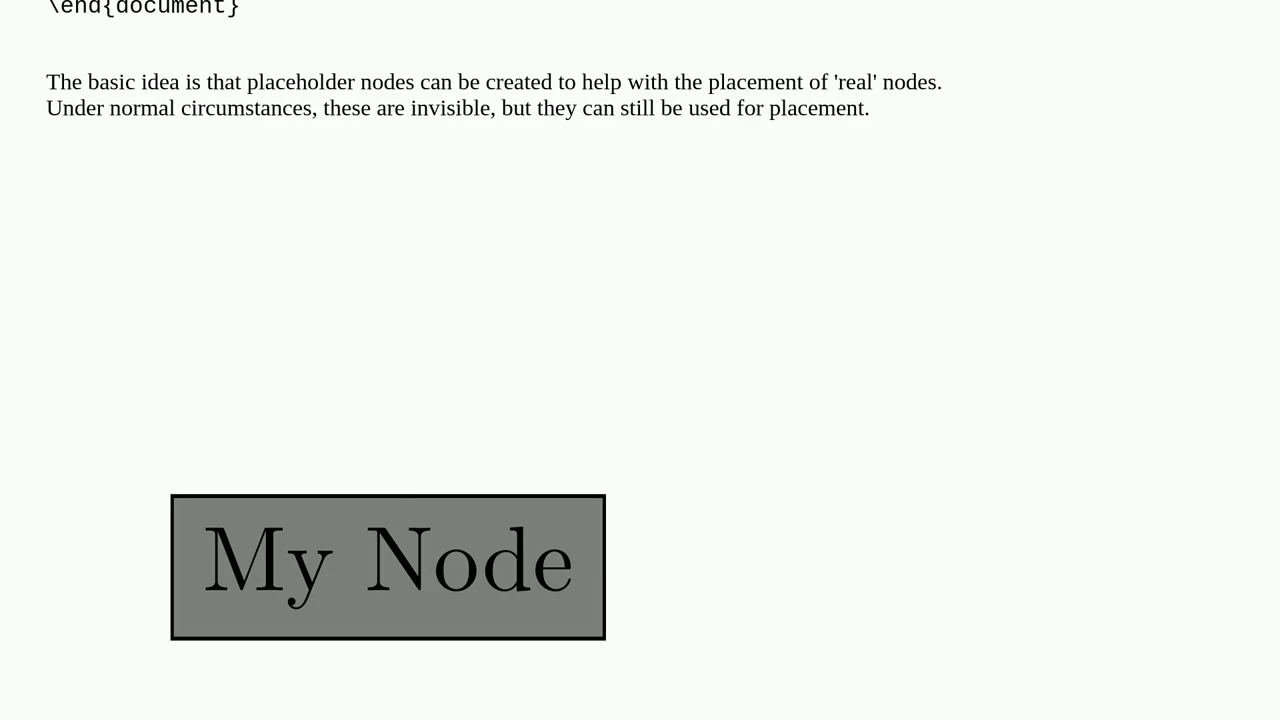 \end{document}
The basic idea is that placeholder nodes can be created to help with the placement of 'real' nodes.
Under normal circumstances, these are invisible, but they can still be used for placement.
My Node